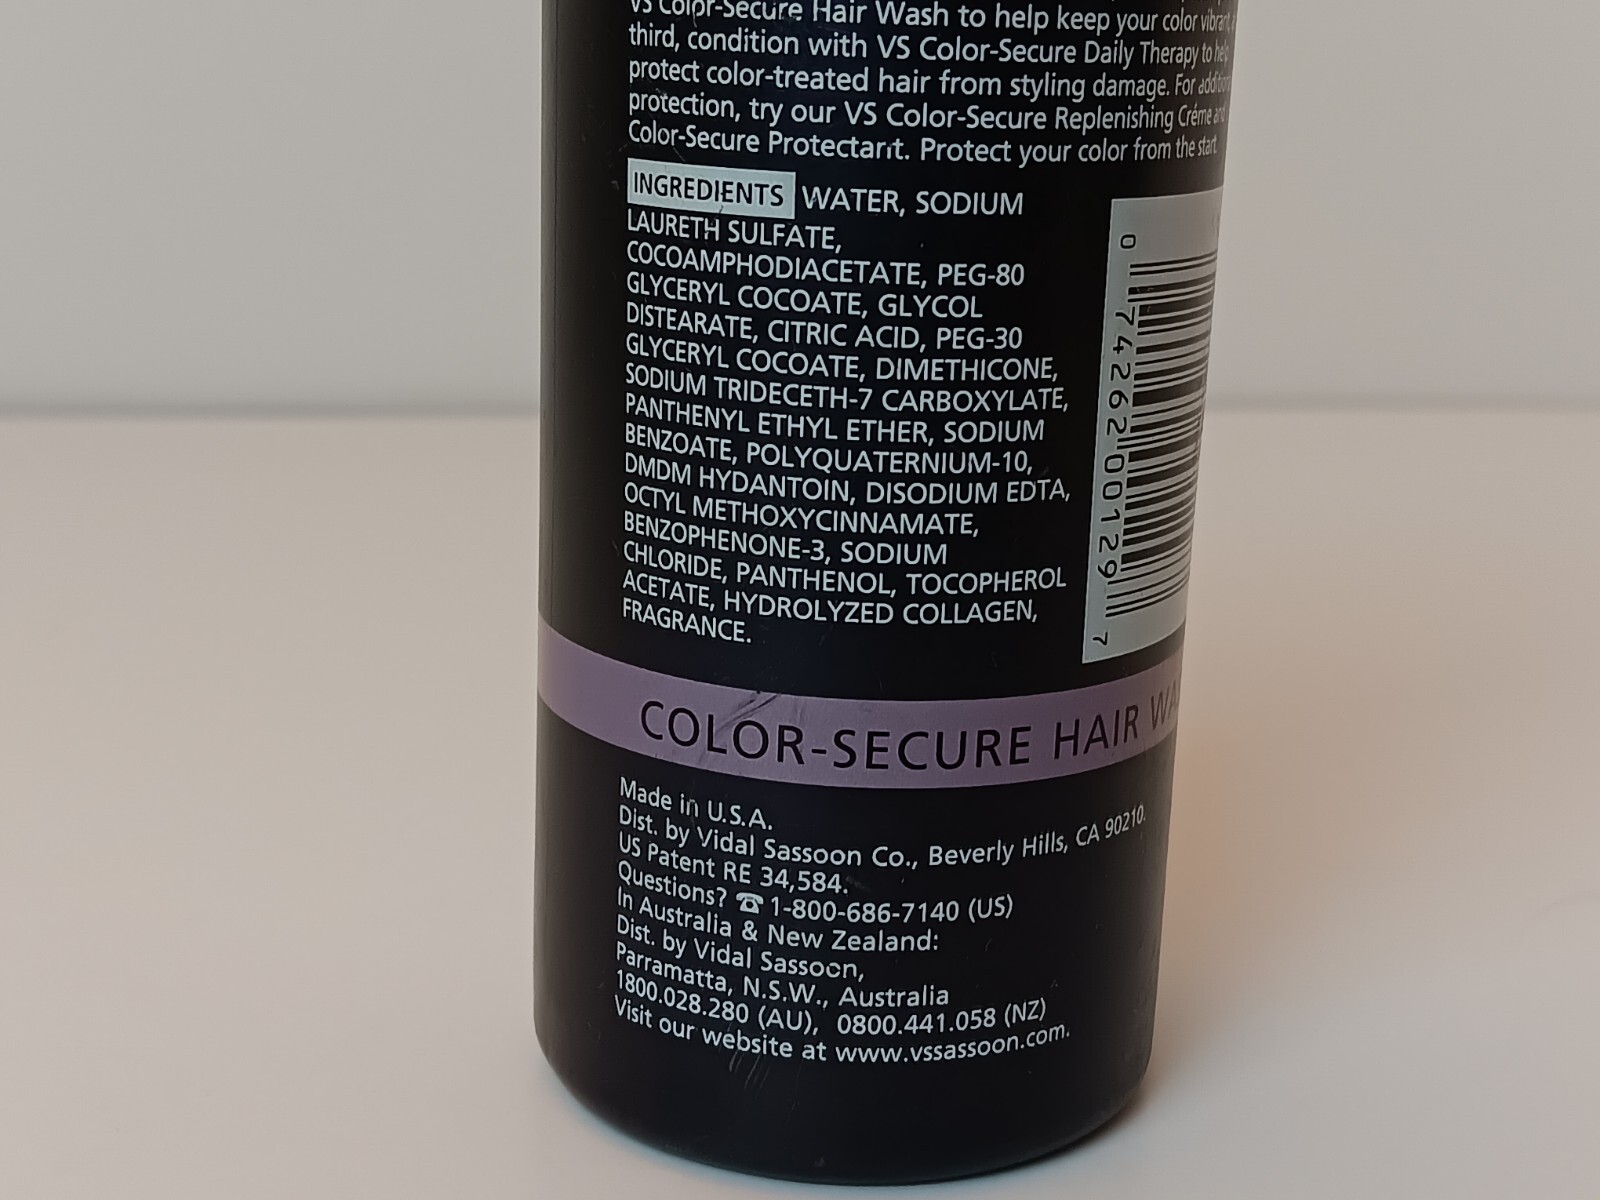 VS Color-Secure Hair Wash to help keep your color vibrant,
third, condition with VS Color-Secure Daily Therapy to help
protect color-treated hair from styling damage. For
protection, try our VS Color-Secure Replenishing Créme and
Color-Secure Protectant. Protect your color from the start.
INGREDIENTS WATER, SODIUM
LAURETH SULFATE,
COCOAMPHODIACETATE, PEG-80
GLYCERYL COCOATE, GLYCOL
DISTEARATE, CITRIC ACID, PEG-30
GLYCERYL COCOATE, DIMETHICONE,
SODIUM TRIDECETH-7 CARBOXYLATE,
PANTHENYL ETHYL ETHER, SODIUM
BENZOATE, POLYQUATERNIUM-10,
DMDM HYDANTOIN, DISODIUM EDTA,
OCTYL METHOXYCINNAMATE,
BENZOPHENONE-3, SODIUM
CHLORIDE, PANTHENOL, TOCOPHEROL
ACETATE, HYDROLYZED COLLAGEN,
FRAGRANCE.
0 74262 00129 7
COLOR-SECURE HAIR
Made in U.S.A.
Dist. by Vidal Sassoon Co., Beverly Hills, CA 90210.
US Patent RE 34,584.
Questions? ☎ 1-800-686-7140 (US)
In Australia & New Zealand:
Dist. by Vidal Sassoon,
Parramatta, N.S.W., Australia
1800.028.280 (AU), 0800.441.058 (NZ)
Visit our website at www.vssassoon.com.